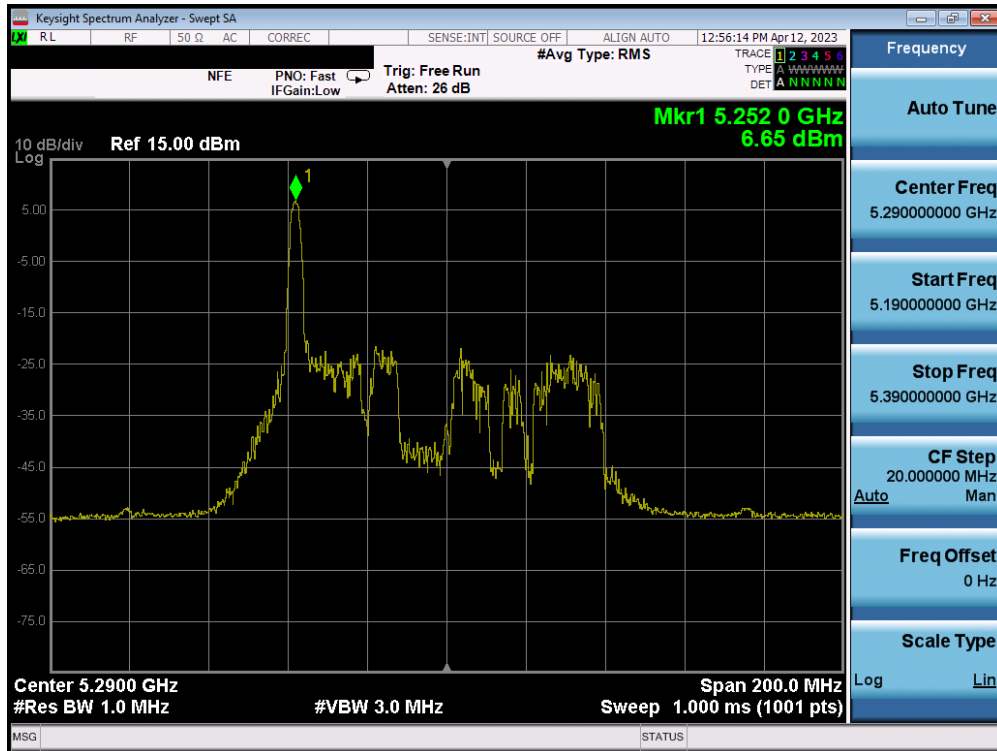 Keysight Spectrum Analyzer - Swept SA
LXI RL RF 50 Ω AC CORREC SENSE:INT SOURCE OFF ALIGN AUTO 12:56:14 PM Apr 12, 2023
#Avg Type: RMS
TRACE 1 2 3 4 5 6
TYPE A WWWWW
DET A N N N N N
NFE
PNO: Fast
IFGain:Low
Trig: Free Run
Atten: 26 dB
Mkr1 5.252 0 GHz
6.65 dBm
10 dB/div
Log
Ref 15.00 dBm
1
5.00
-5.00
-15.0
-25.0
-35.0
-45.0
-55.0
-65.0
-75.0
Center 5.2900 GHz
Span 200.0 MHz
#Res BW 1.0 MHz
#VBW 3.0 MHz
Sweep 1.000 ms (1001 pts)
MSG
STATUS
Frequency
Auto Tune
Center Freq
5.290000000 GHz
Start Freq
5.190000000 GHz
Stop Freq
5.390000000 GHz
CF Step
20.000000 MHz
Auto Man
Freq Offset
0 Hz
Scale Type
Log Lin